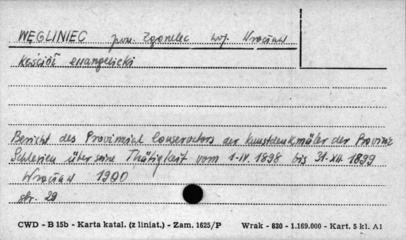 WĘGLINIEC pow. Zgorzelec woj. Wrocław
Kościół ewangelicki
Bericht des Provinzial Conservators der Kunstdenkmäler der Provinz
Schlesien über seine Thätigkeit vom 1.IV.1898 bis 31.XII.1899
Wrocław 1900
str. 29
CWD - B 15b - Karta katal. (z liniat.) - Zam. 1625/P Wrak - 630 - 1.169.000 - Kart. 5 kl. A1